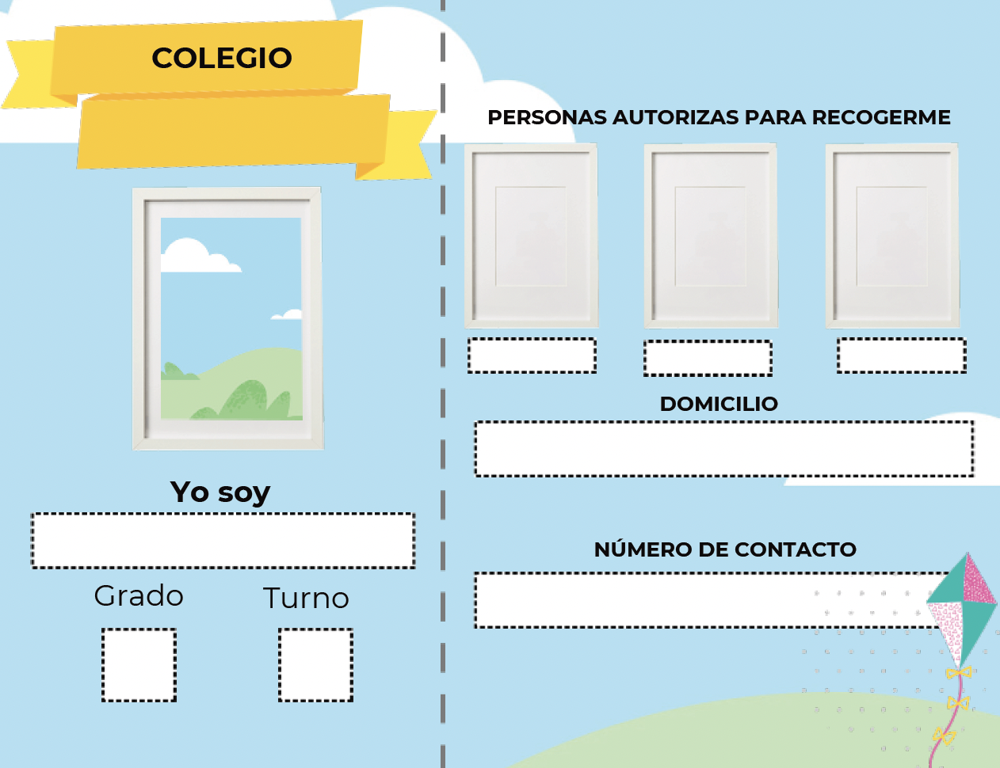 COLEGIO
Yo soy
Grado
Turno
PERSONAS AUTORIZAS PARA RECOGERME
DOMICILIO
NÚMERO DE CONTACTO